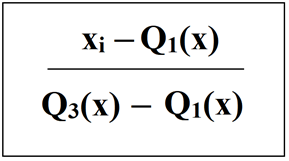 xᵢ – Q₁(x)
Q₃(x) – Q₁(x)